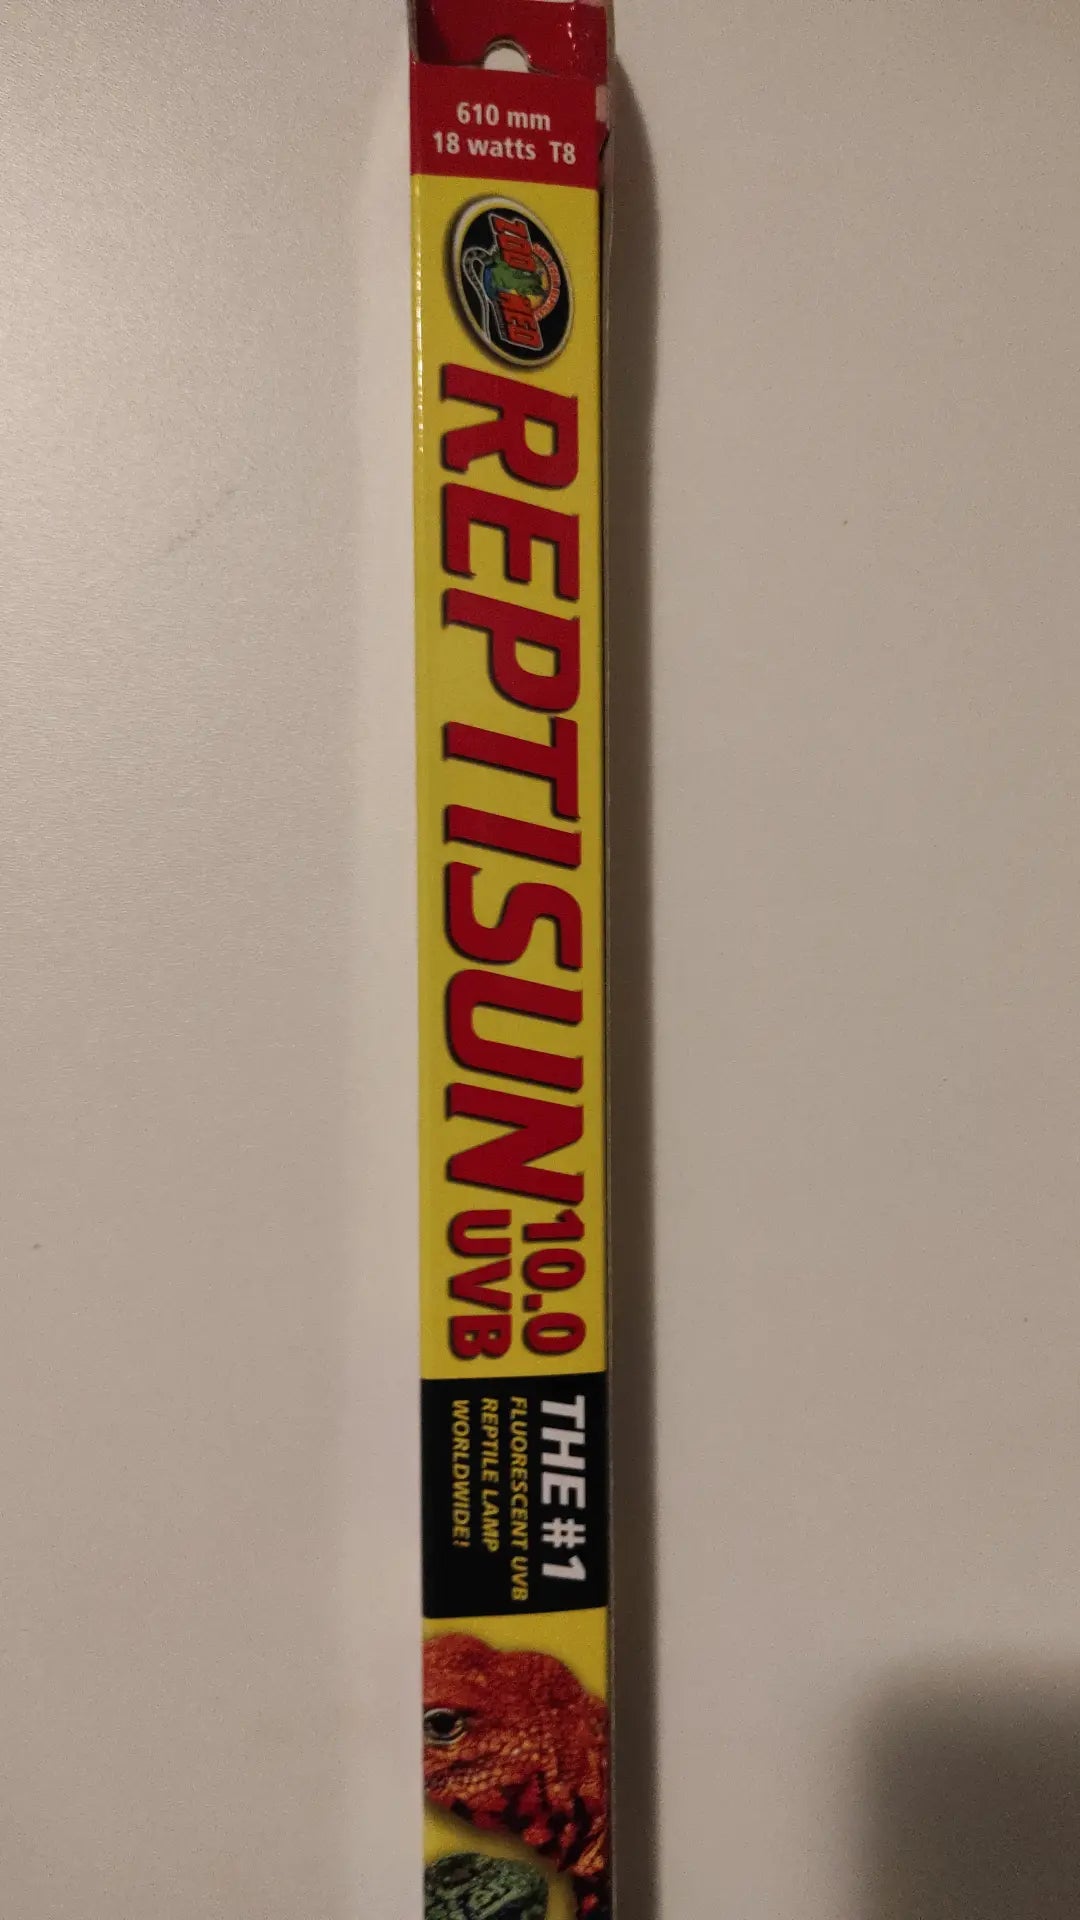 610 mm
18 watts T8
ZOO MED
REPTISUN
10.0
UVB
THE #1
FLUORESCENT UVB
REPTILE LAMP
WORLDWIDE!